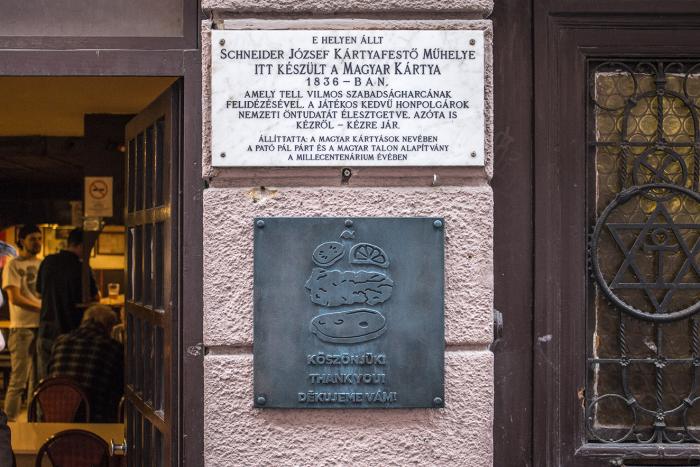 E HELYEN ÁLLT
SCHNEIDER JÓZSEF KÁRTYAFESTŐ MŰHELYE
ITT KÉSZÜLT A MAGYAR KÁRTYA
1836-BAN,
AMELY TELL VILMOS SZABADSÁGHARCÁNAK
FELIDÉZÉSÉVEL, A JÁTÉKOS KEDVŰ HONPOLGÁROK
NEMZETI ÖNTUDATÁT ÉLESZTGETVE, AZÓTA IS
KÉZRŐL – KÉZRE JÁR.
ÁLLÍTTATTA: A MAGYAR KÁRTYÁSOK NEVÉBEN
A PATÓ PÁL PÁRT ÉS A MAGYAR TALON ALAPÍTVÁNY
A MILLECENTENÁRIUM ÉVÉBEN
KÖSZÖNJÜK!
THANK YOU!
DĚKUJEME VÁM!